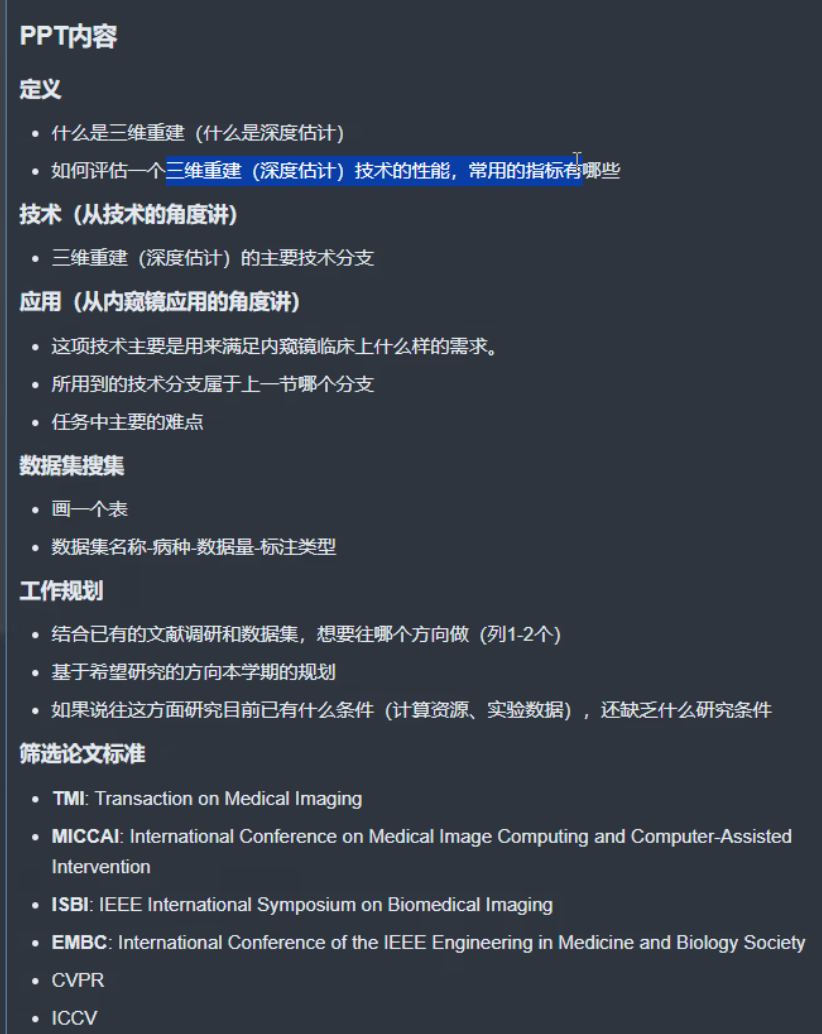 PPT内容
定义
什么是三维重建（什么是深度估计）
如何评估一个三维重建（深度估计）技术的性能，常用的指标有哪些
技术（从技术的角度讲）
三维重建（深度估计）的主要技术分支
应用（从内窥镜应用的角度讲）
这项技术主要是用来满足内窥镜临床上什么样的需求。
所用到的技术分支属于上一节哪个分支
任务中主要的难点
数据集搜集
画一个表
数据集名称-病种-数据量-标注类型
工作规划
结合已有的文献调研和数据集，想要往哪个方向做（列1-2个）
基于希望研究的方向本学期的规划
如果说往这方面研究目前已有什么条件（计算资源、实验数据），还缺乏什么研究条件
筛选论文标准
TMI: Transaction on Medical Imaging
MICCAI: International Conference on Medical Image Computing and Computer-Assisted
Intervention
ISBI: IEEE International Symposium on Biomedical Imaging
EMBC: International Conference of the IEEE Engineering in Medicine and Biology Society
CVPR
ICCV